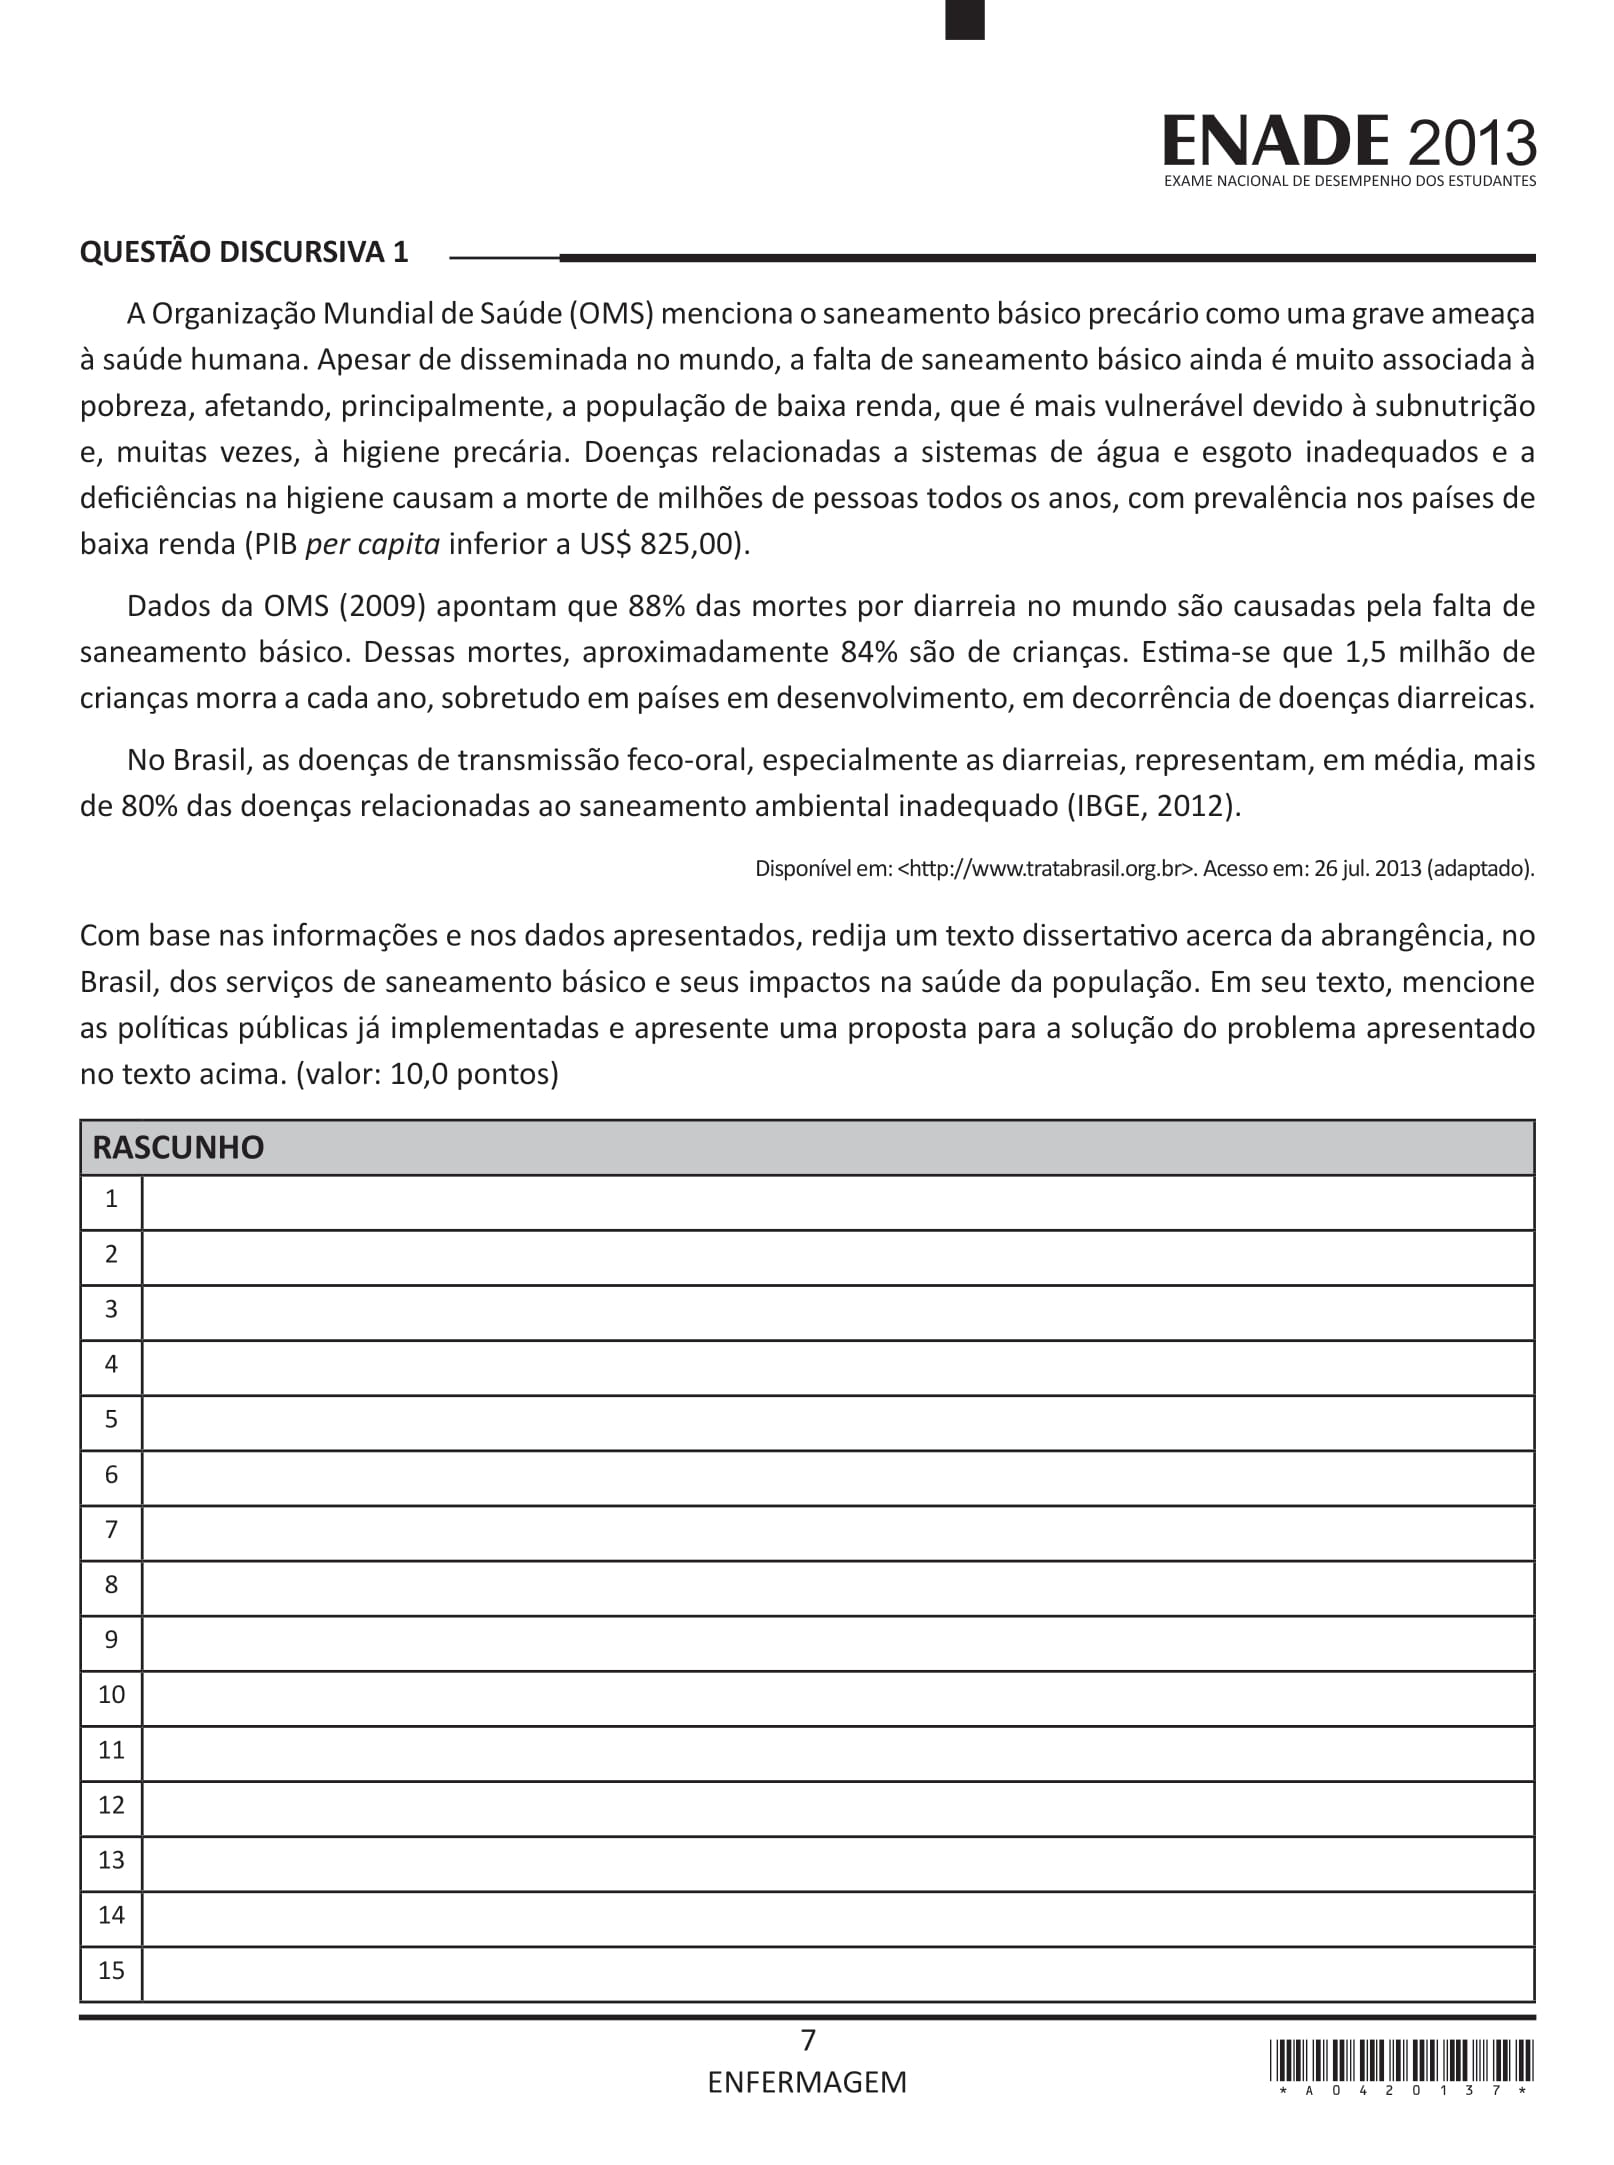 ENADE 2013
EXAME NACIONAL DE DESEMPENHO DOS ESTUDANTES
QUESTÃO DISCURSIVA 1
A Organização Mundial de Saúde (OMS) menciona o saneamento básico precário como uma grave ameaça
à saúde humana. Apesar de disseminada no mundo, a falta de saneamento básico ainda é muito associada à
pobreza, afetando, principalmente, a população de baixa renda, que é mais vulnerável devido à subnutrição
e, muitas vezes, à higiene precária. Doenças relacionadas a sistemas de água e esgoto inadequados e a
deficiências na higiene causam a morte de milhões de pessoas todos os anos, com prevalência nos países de
baixa renda (PIB per capita inferior a US$ 825,00).
Dados da OMS (2009) apontam que 88% das mortes por diarreia no mundo são causadas pela falta de
saneamento básico. Dessas mortes, aproximadamente 84% são de crianças. Estima-se que 1,5 milhão de
crianças morra a cada ano, sobretudo em países em desenvolvimento, em decorrência de doenças diarreicas.
No Brasil, as doenças de transmissão feco-oral, especialmente as diarreias, representam, em média, mais
de 80% das doenças relacionadas ao saneamento ambiental inadequado (IBGE, 2012).
Disponível em: <http://www.tratabrasil.org.br>. Acesso em: 26 jul. 2013 (adaptado).
Com base nas informações e nos dados apresentados, redija um texto dissertativo acerca da abrangência, no
Brasil, dos serviços de saneamento básico e seus impactos na saúde da população. Em seu texto, mencione
as políticas públicas já implementadas e apresente uma proposta para a solução do problema apresentado
no texto acima. (valor: 10,0 pontos)
RASCUNHO
1
2
3
4
5
6
7
8
9
10
11
12
13
14
15
7
ENFERMAGEM
* A 0 4 2 0 1 3 7 *